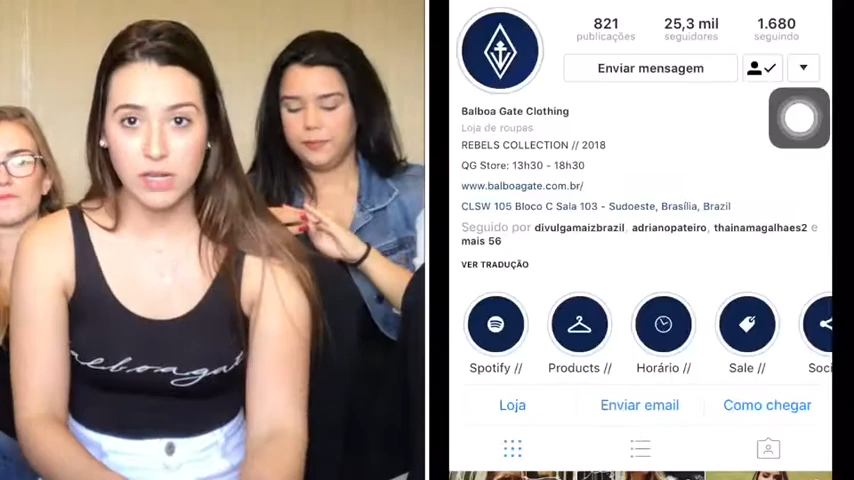 balboagate
821
25,3 mil
1.680
publicações
seguidores
seguindo
Enviar mensagem
Balboa Gate Clothing
Loja de roupas
REBELS COLLECTION // 2018
QG Store: 13h30 - 18h30
www.balboagate.com.br/
CLSW 105 Bloco C Sala 103 - Sudoeste, Brasília, Brazil
Seguido por divulgamaizbrazil, adrianopateiro, thainamagalhaes2 e
mais 56
VER TRADUÇÃO
Spotify //
Products //
Horário //
Sale //
Soci
Loja
Enviar email
Como chegar